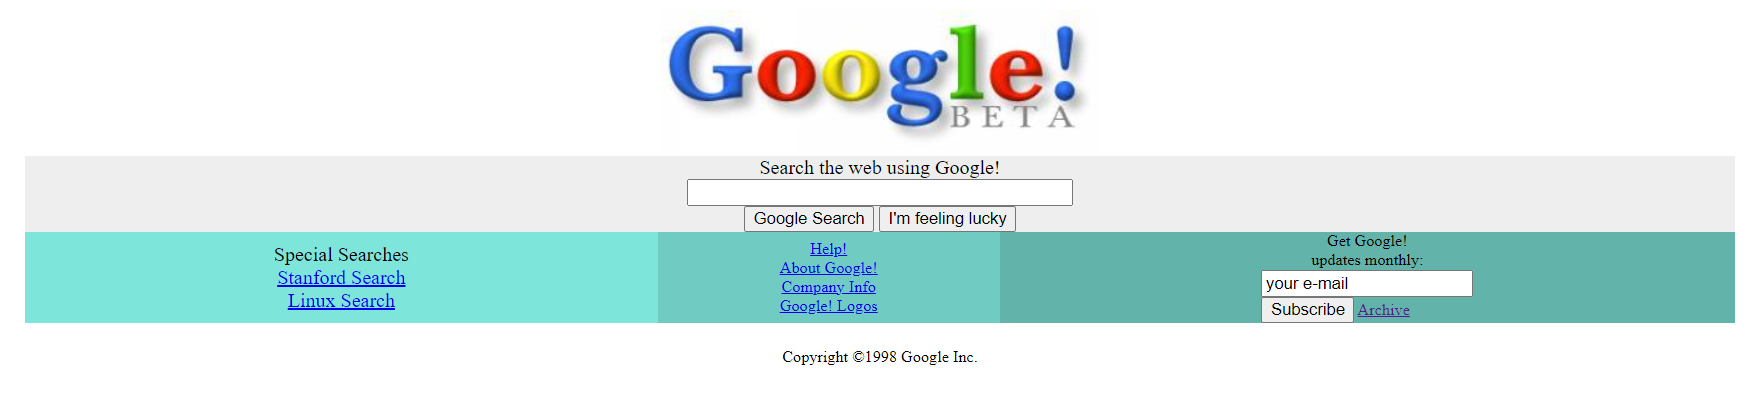 Google!
BETA
Search the web using Google!
Google Search I'm feeling lucky
Special Searches
Stanford Search
Linux Search
Help!
About Google!
Company Info
Google! Logos
Get Google!
updates monthly:
your e-mail
Subscribe Archive
Copyright ©1998 Google Inc.